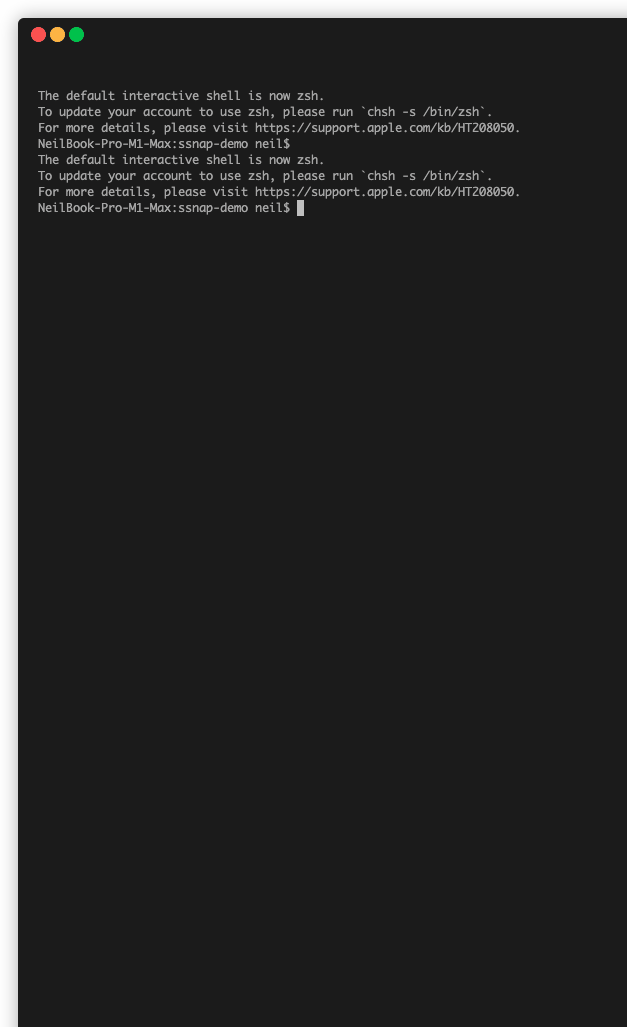 The default interactive shell is now zsh.
To update your account to use zsh, please run `chsh -s /bin/zsh`.
For more details, please visit https://support.apple.com/kb/HT208050.
NeilBook-Pro-M1-Max:ssnap-demo neil$
The default interactive shell is now zsh.
To update your account to use zsh, please run `chsh -s /bin/zsh`.
For more details, please visit https://support.apple.com/kb/HT208050.
NeilBook-Pro-M1-Max:ssnap-demo neil$